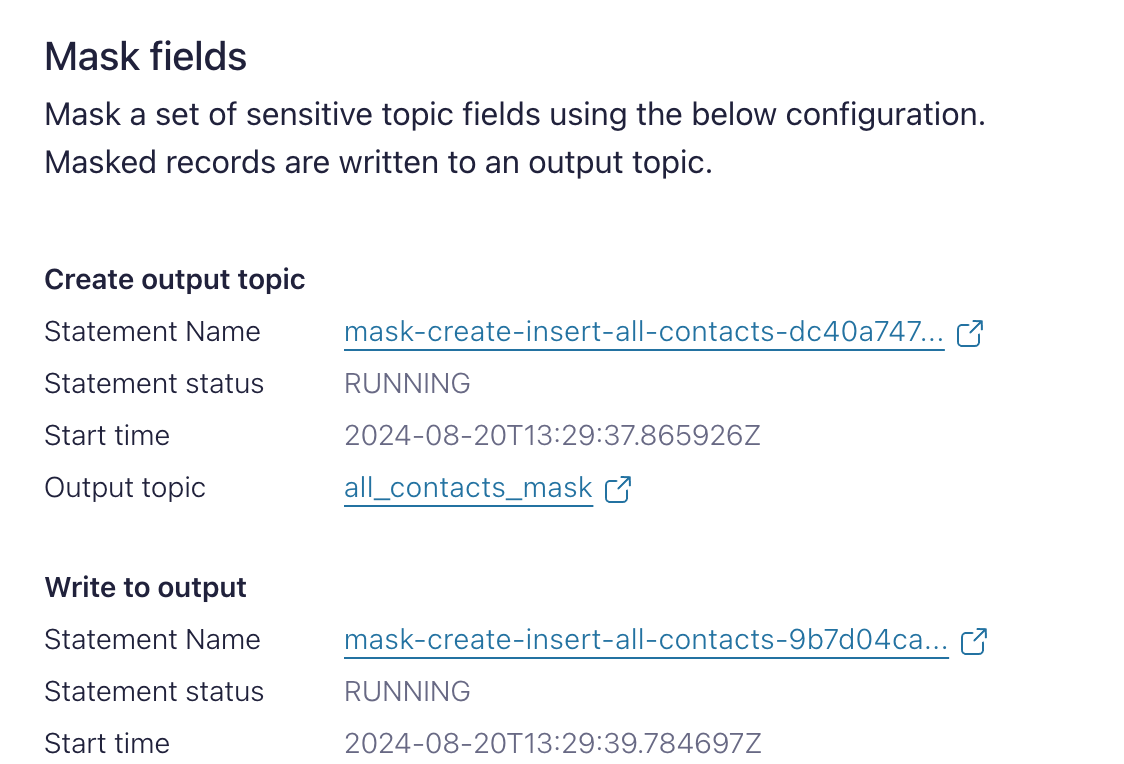 Mask fields
Mask a set of sensitive topic fields using the below configuration.
Masked records are written to an output topic.
Create output topic
Statement Name mask-create-insert-all-contacts-dc40a747...
Statement status RUNNING
Start time 2024-08-20T13:29:37.865926Z
Output topic all_contacts_mask
Write to output
Statement Name mask-create-insert-all-contacts-9b7d04ca...
Statement status RUNNING
Start time 2024-08-20T13:29:39.784697Z